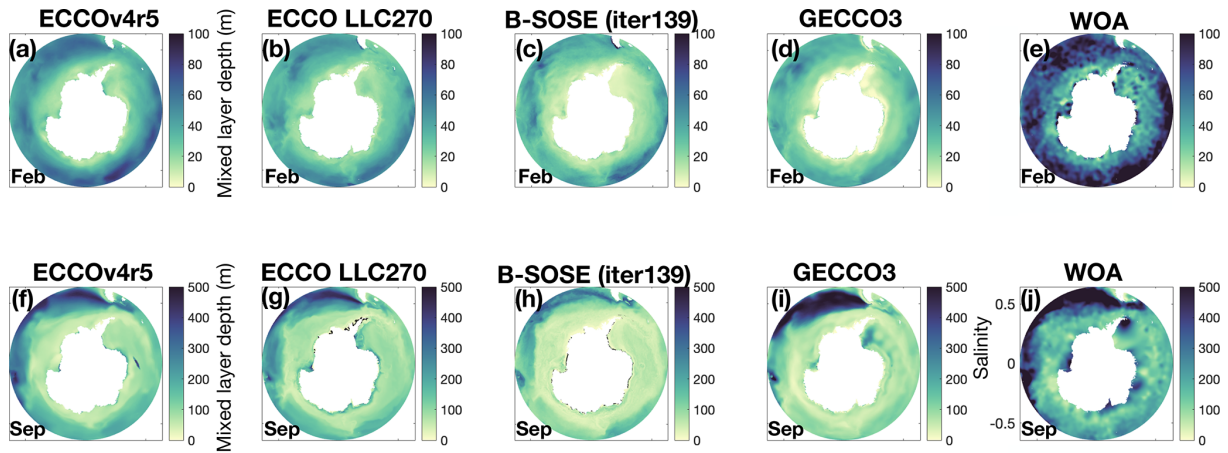 ECCOv4r5 ECCO LLC270 B-SOSE (iter139) GECCO3 WOA
(a) (b) (c) (d) (e)
Mixed layer depth (m)
100 100 100 100 100
80 80 80 80 80
60 60 60 60 60
40 40 40 40 40
20 20 20 20 20
0 0 0 0 0
Feb Feb Feb Feb Feb
ECCOv4r5 ECCO LLC270 B-SOSE (iter139) GECCO3 WOA
(f) (g) (h) (i) (j)
Mixed layer depth (m)
Salinity
0.5
0
-0.5
500 500 500 500 500
400 400 400 400 400
300 300 300 300 300
200 200 200 200 200
100 100 100 100 100
0 0 0 0 0
Sep Sep Sep Sep Sep